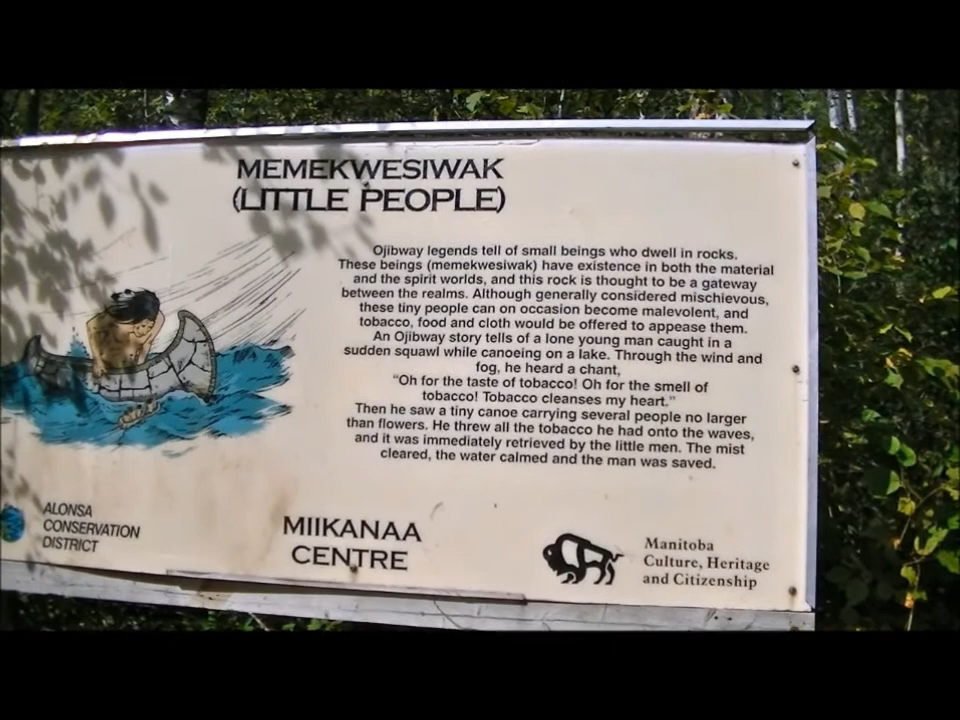 MEMEKWESIWAK
(LITTLE PEOPLE)
Ojibway legends tell of small beings who dwell in rocks.
These beings (memekwesiwak) have existence in both the material
and the spirit worlds, and this rock is thought to be a gateway
between the realms. Although generally considered mischievous,
these tiny people can on occasion become malevolent, and
tobacco, food and cloth would be offered to appease them.
An Ojibway story tells of a lone young man caught in a
sudden squawl while canoeing on a lake. Through the wind and
fog, he heard a chant,
"Oh for the taste of tobacco! Oh for the smell of
tobacco! Tobacco cleanses my heart."
Then he saw a tiny canoe carrying several people no larger
than flowers. He threw all the tobacco he had onto the waves,
and it was immediately retrieved by the little men. The mist
cleared, the water calmed and the man was saved.
ALONSA
CONSERVATION
DISTRICT
MIIKANAA
CENTRE
Manitoba
Culture, Heritage
and Citizenship